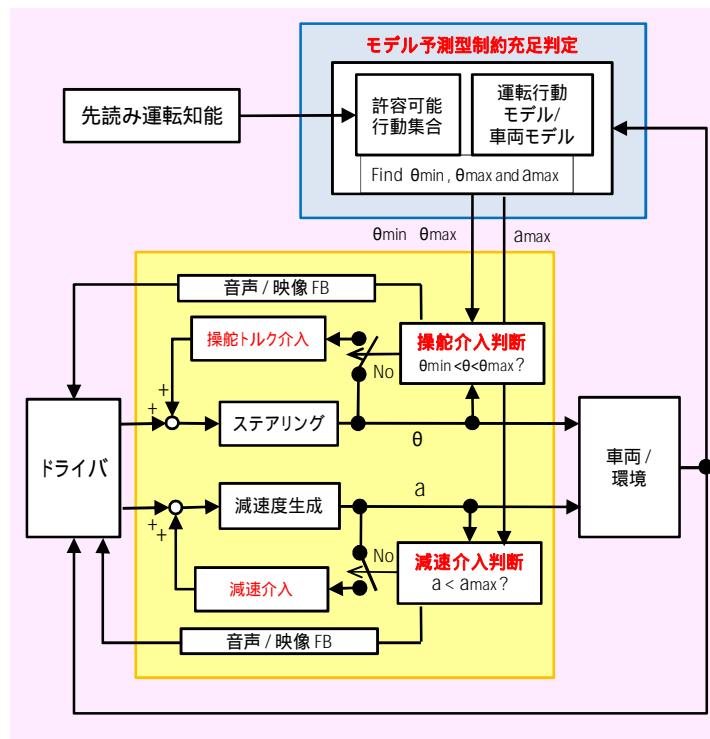 モデル予測型制約充足判定
先読み運転知能
許容可能
行動集合
運転行動
モデル/
車両モデル
Find θmin , θmax and amax
θmin θmax
amax
音声 / 映像 FB
操舵トルク介入
操舵介入判断
θmin <θ<θmax?
No
+
+
ステアリング
θ
ドライバ
車両 /
環境
減速度生成
a
+
+
No
減速介入判断
a < amax?
減速介入
音声 / 映像 FB